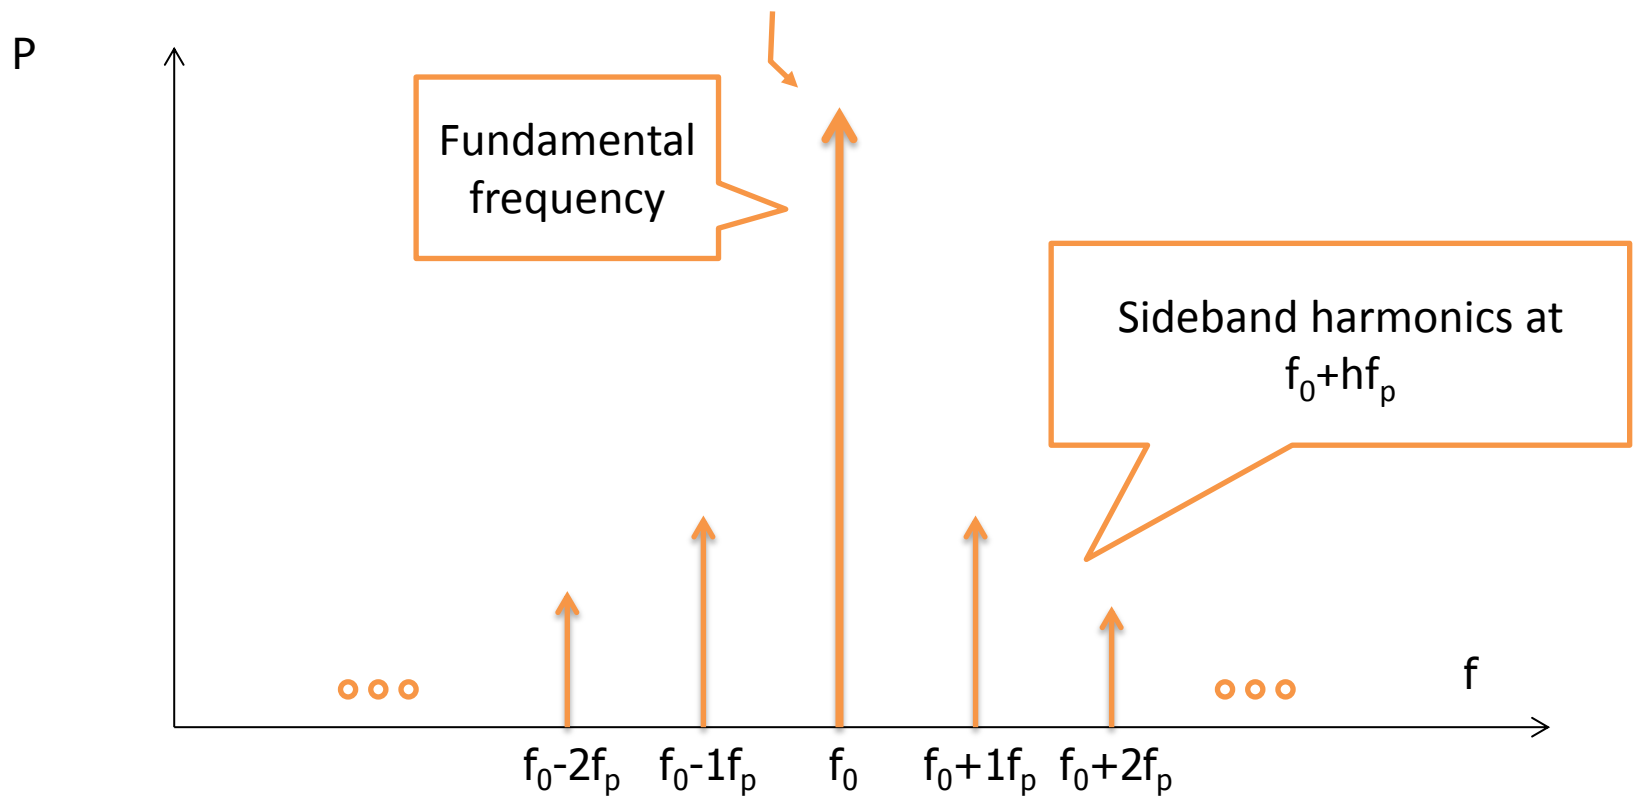 P
Fundamental
frequency
Sideband harmonics at
f₀+hfₚ
f
f₀-2fₚ
f₀-1fₚ
f₀
f₀+1fₚ
f₀+2fₚ